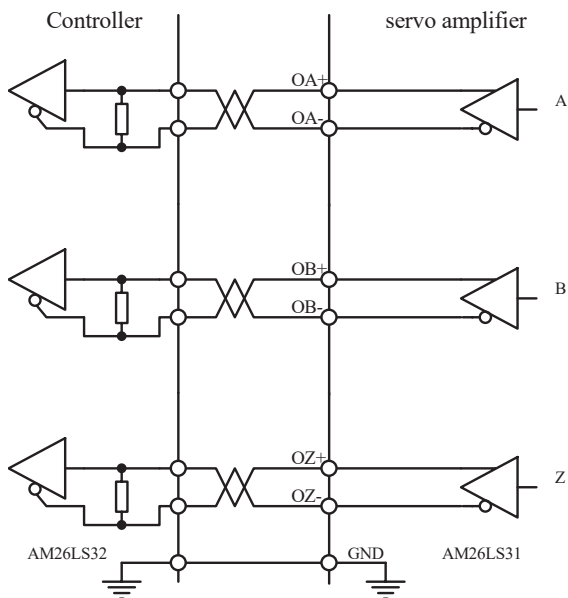 Controller
servo amplifier
OA+
A
OA-
OB+
B
OB-
OZ+
Z
OZ-
AM26LS32
GND
AM26LS31